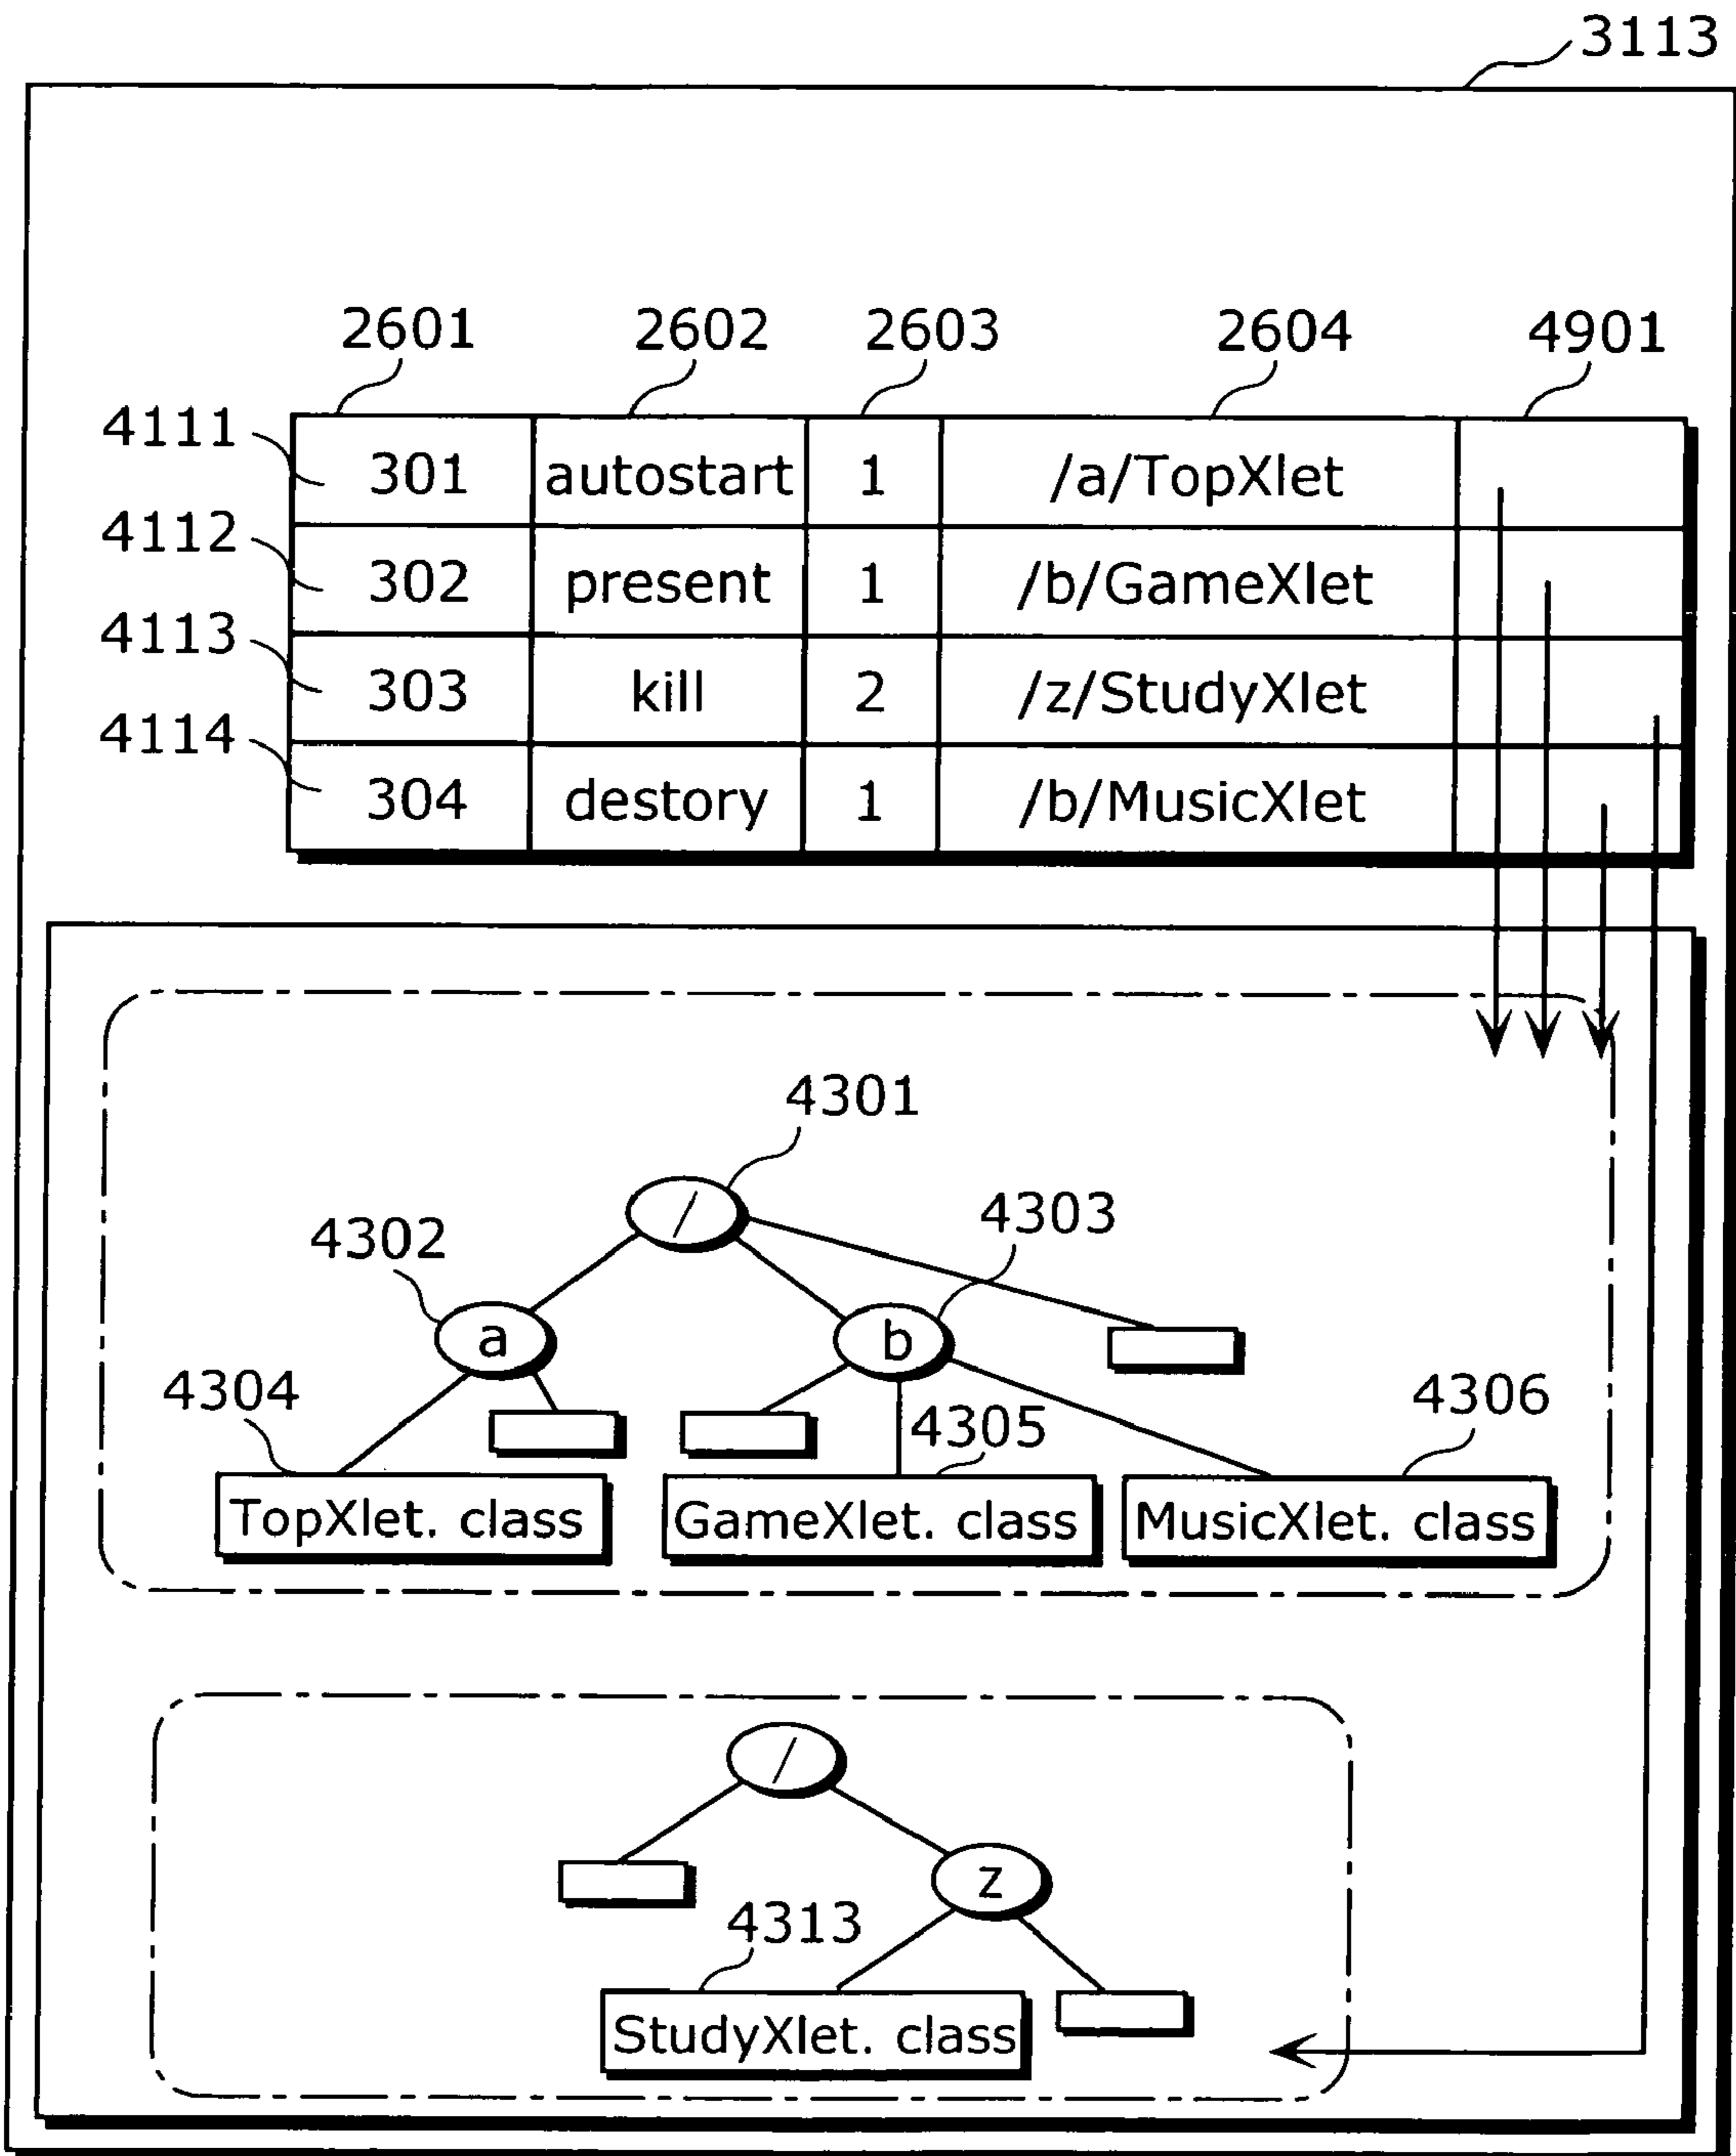 3113
2601 2602 2603 2604 4901
4111 301 autostart 1 /a/TopXlet
4112 302 present 1 /b/GameXlet
4113 303 kill 2 /z/StudyXlet
4114 304 destory 1 /b/MusicXlet
4301
/
4302 4303
a b
4304 4305 4306
TopXlet. class GameXlet. class MusicXlet. class
/
z
4313
StudyXlet. class